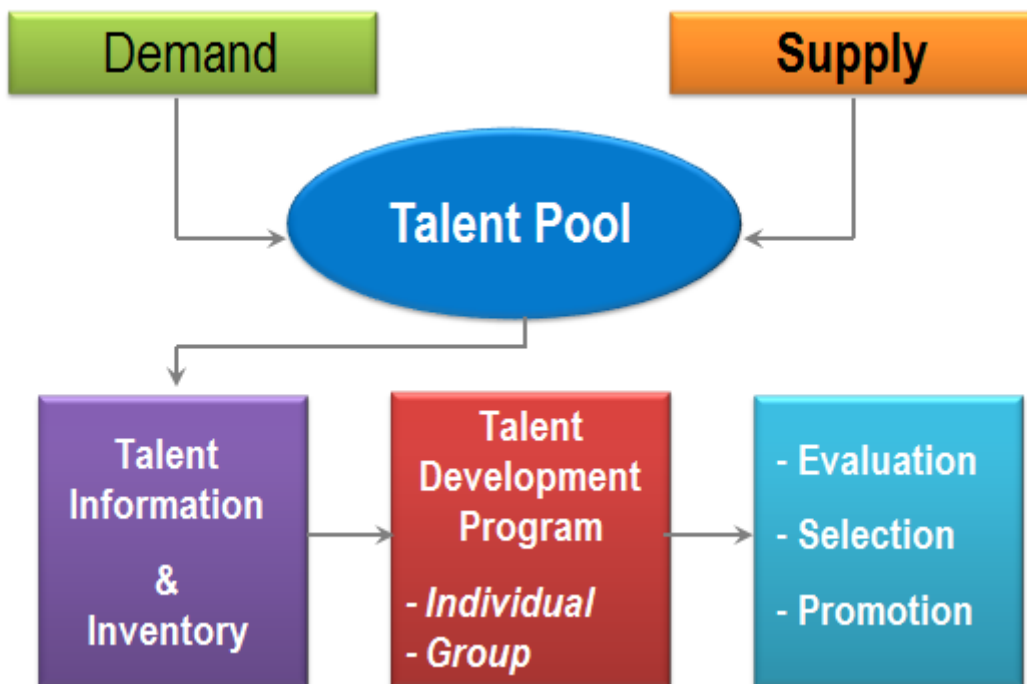 Demand
Supply
Talent Pool
Talent
Information
&
Inventory
Talent
Development
Program
- Individual
- Group
- Evaluation
- Selection
- Promotion